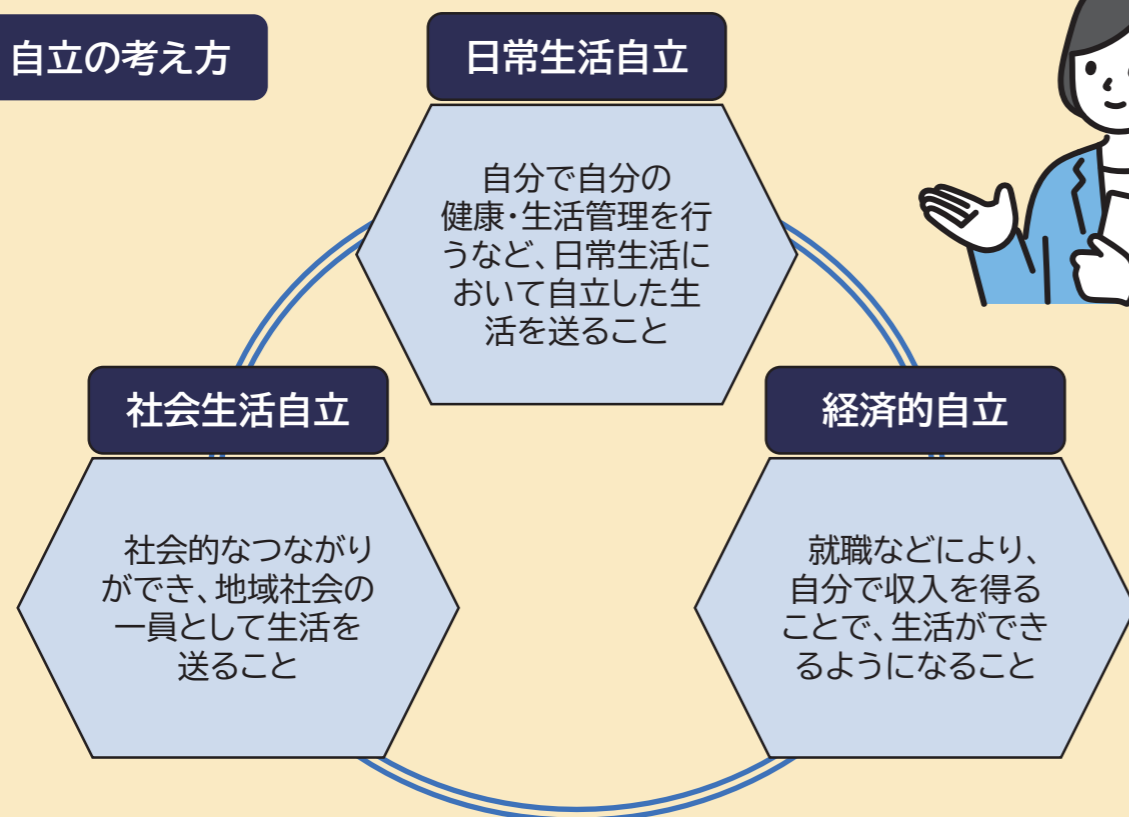 自立の考え方
日常生活自立
自分で自分の
健康・生活管理を行
うなど、日常生活に
おいて自立した生
活を送ること
社会生活自立
社会的なつながり
ができ、地域社会の
一員として生活を
送ること
経済的自立
就職などにより、
自分で収入を得る
ことで、生活ができ
るようになること